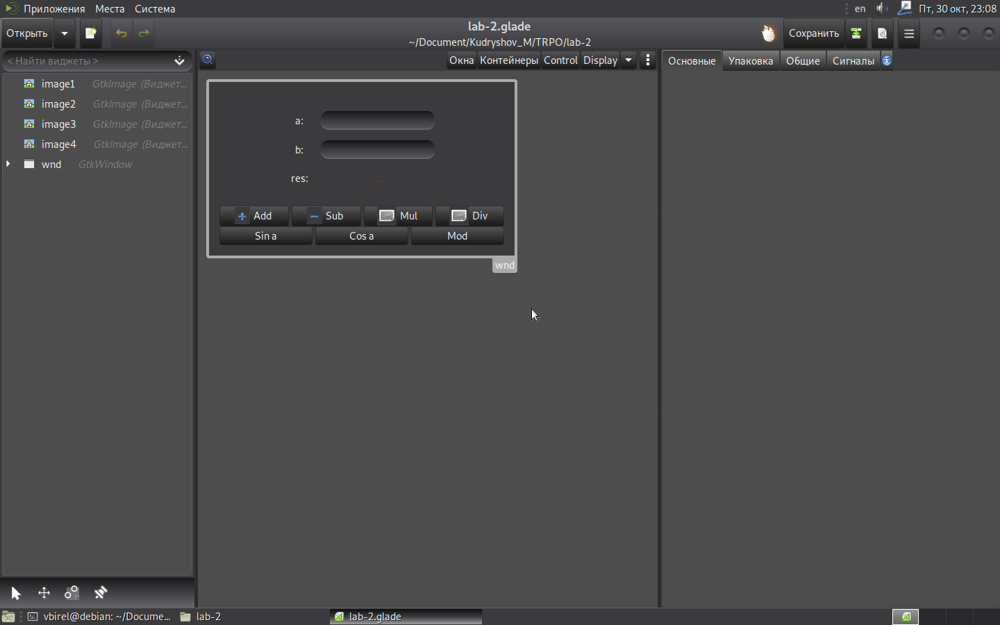 Приложения Места Система
en Пт, 30 окт, 23:08
Открыть
lab-2.glade
~/Document/Kudryshov_M/TRPO/lab-2
Сохранить
< Найти виджеты >
Окна Контейнеры Control Display
Основные Упаковка Общие Сигналы
image1 GtkImage (Виджет...
image2 GtkImage (Виджет...
image3 GtkImage (Виджет...
image4 GtkImage (Виджет...
wnd GtkWindow
a:
b:
res: ...
Add Sub Mul Div
Sin a Cos a Mod
wnd
vbirel@debian: ~/Docume... lab-2 lab-2.glade